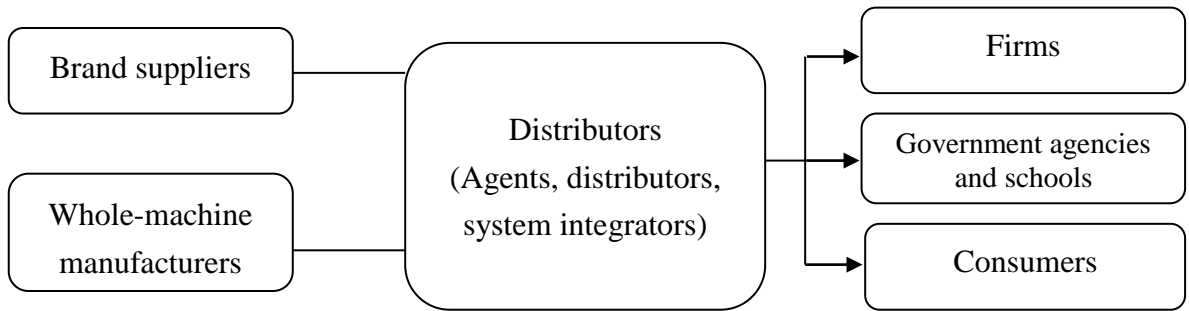 Brand suppliers
Whole-machine
manufacturers
Distributors
(Agents, distributors,
system integrators)
Firms
Government agencies
and schools
Consumers